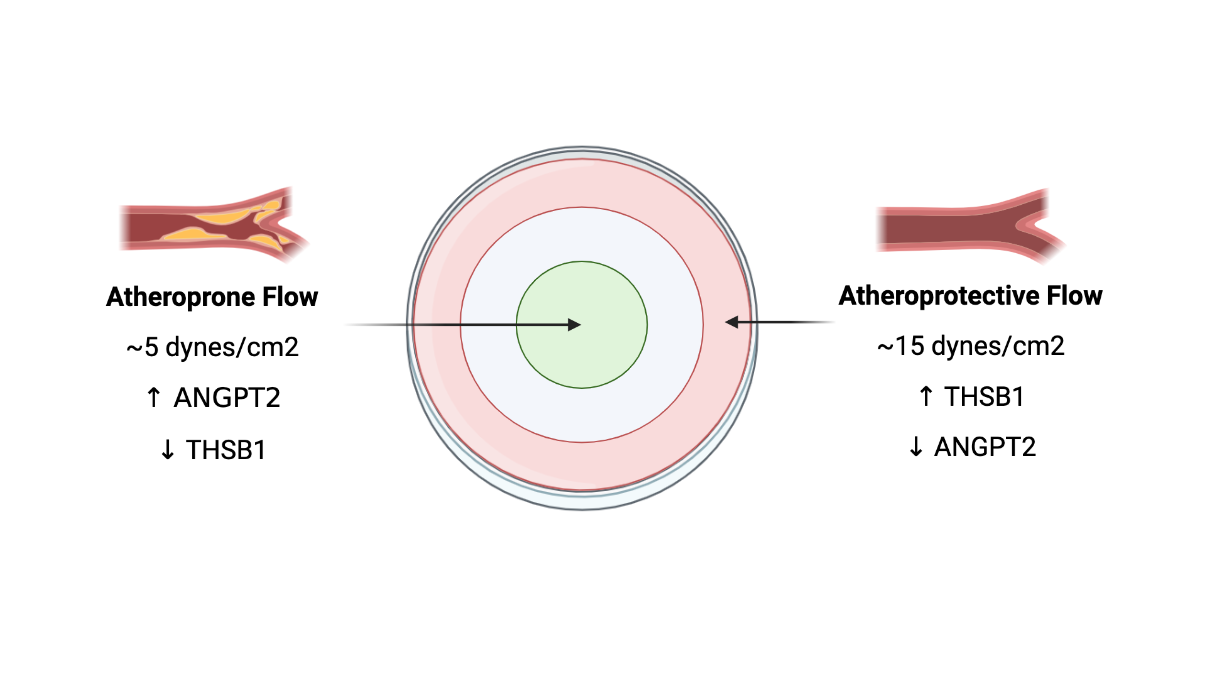 Atheroprone Flow
~5 dynes/cm2
↑ ANGPT2
↓ THSB1
Atheroprotective Flow
~15 dynes/cm2
↑ THSB1
↓ ANGPT2